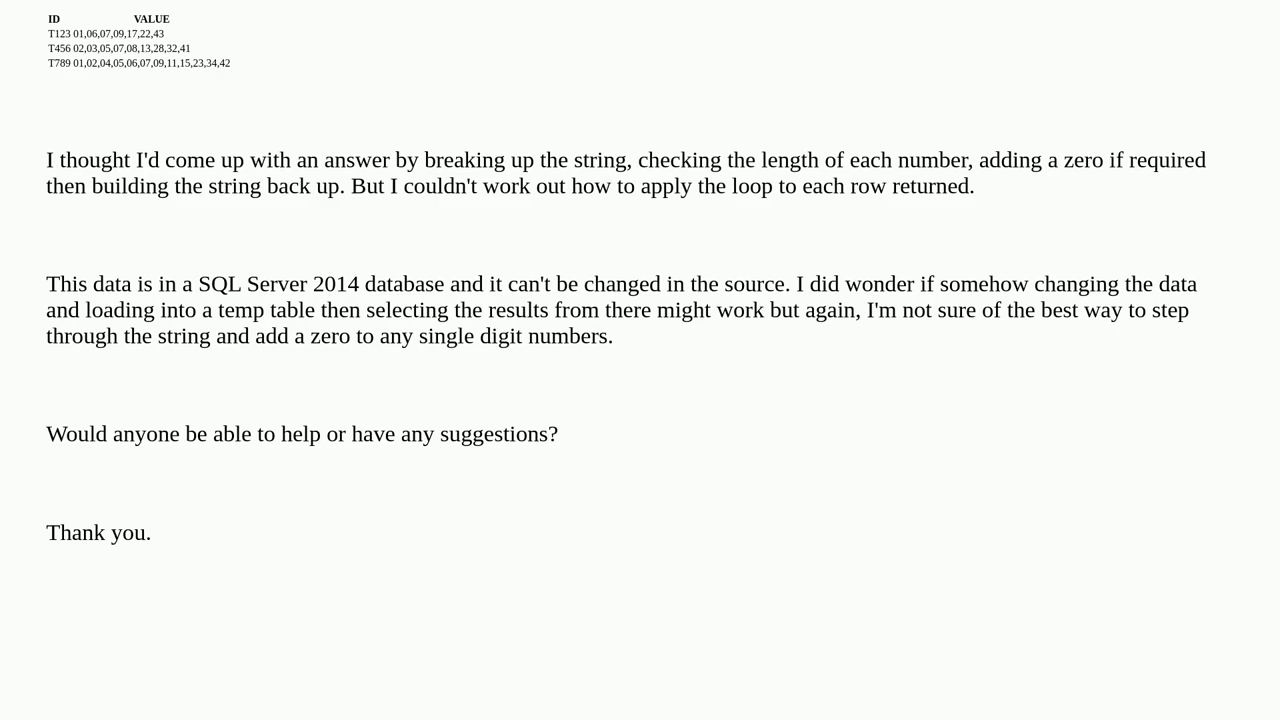 ID VALUE
T123 01,06,07,09,17,22,43
T456 02,03,05,07,08,13,28,32,41
T789 01,02,04,05,06,07,09,11,15,23,34,42
I thought I'd come up with an answer by breaking up the string, checking the length of each number, adding a zero if required
then building the string back up. But I couldn't work out how to apply the loop to each row returned.
This data is in a SQL Server 2014 database and it can't be changed in the source. I did wonder if somehow changing the data
and loading into a temp table then selecting the results from there might work but again, I'm not sure of the best way to step
through the string and add a zero to any single digit numbers.
Would anyone be able to help or have any suggestions?
Thank you.